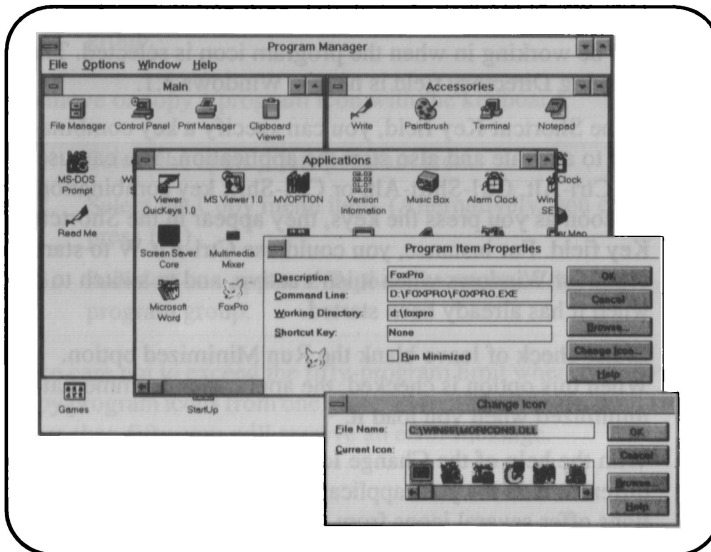 Program Manager
File Options Window Help
Main
Accessories
File Manager Control Panel Print Manager Clipboard Viewer
Write Paintbrush Terminal Notepad
MS-DOS Prompt
Read Me
Applications
Clock
Viewer QuicKeys 1.0 MS Viewer 1.0 MVOPTION Version Information Music Box Alarm Clock
Screen Saver Core Multimedia Mixer
Microsoft Word FoxPro
Program Item Properties
Description: FoxPro
Command Line: D:\FOXPRO\FOXPRO.EXE
Working Directory: d:\foxpro
Shortcut Key: None
Run Minimized
OK
Cancel
Browse...
Change Icon...
Help
Games
StartUp
Change Icon
File Name:
Current Icon:
OK
Cancel
Browse...
Help